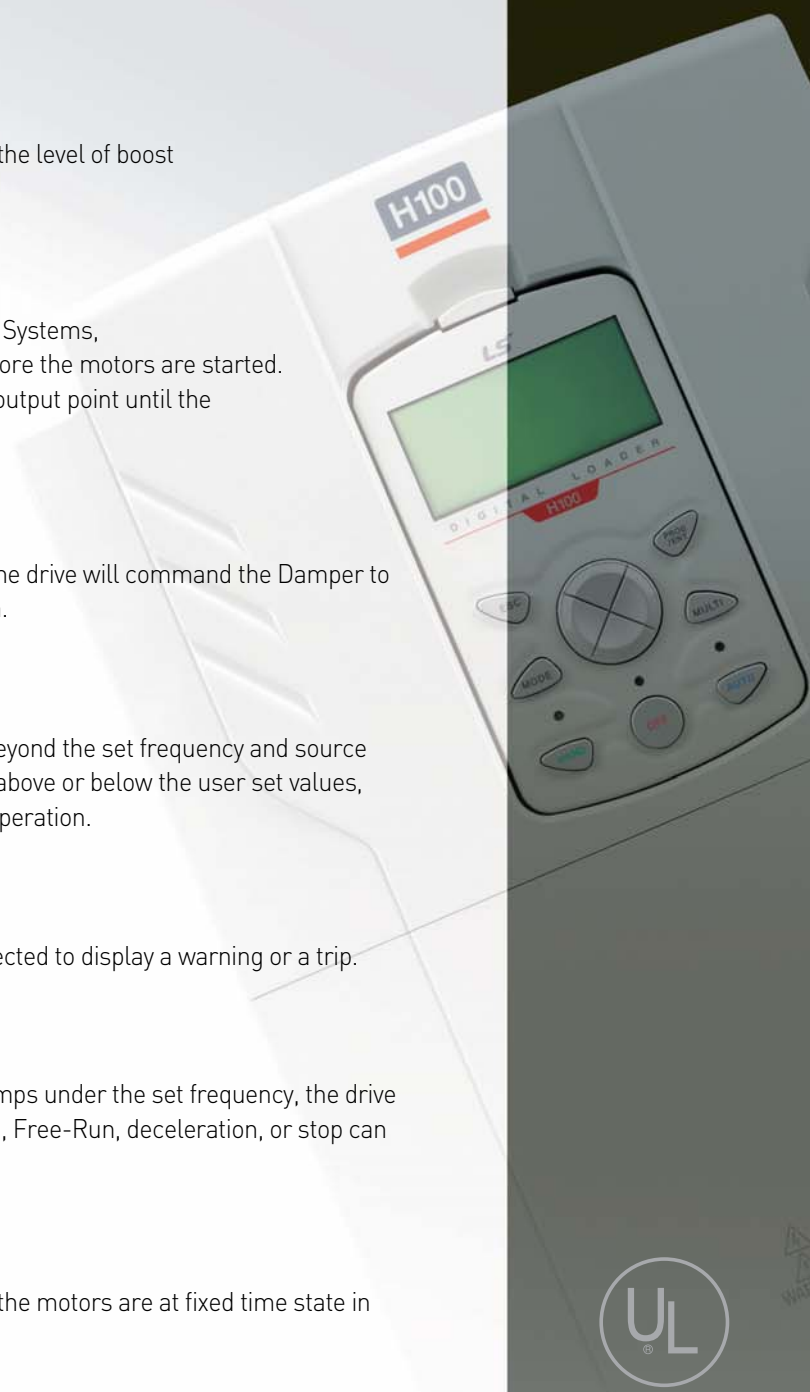 the level of boost
H100
Systems,
ore the motors are started.
output point until the
LS
DIGITAL LOADER
H100
PROG
/ENT
ESC
MULTI
MODE
AUTO
OFF
HAND
he drive will command the Damper to
.
eyond the set frequency and source
above or below the user set values,
peration.
ected to display a warning or a trip.
mps under the set frequency, the drive
, Free-Run, deceleration, or stop can
the motors are at fixed time state in
UL
®